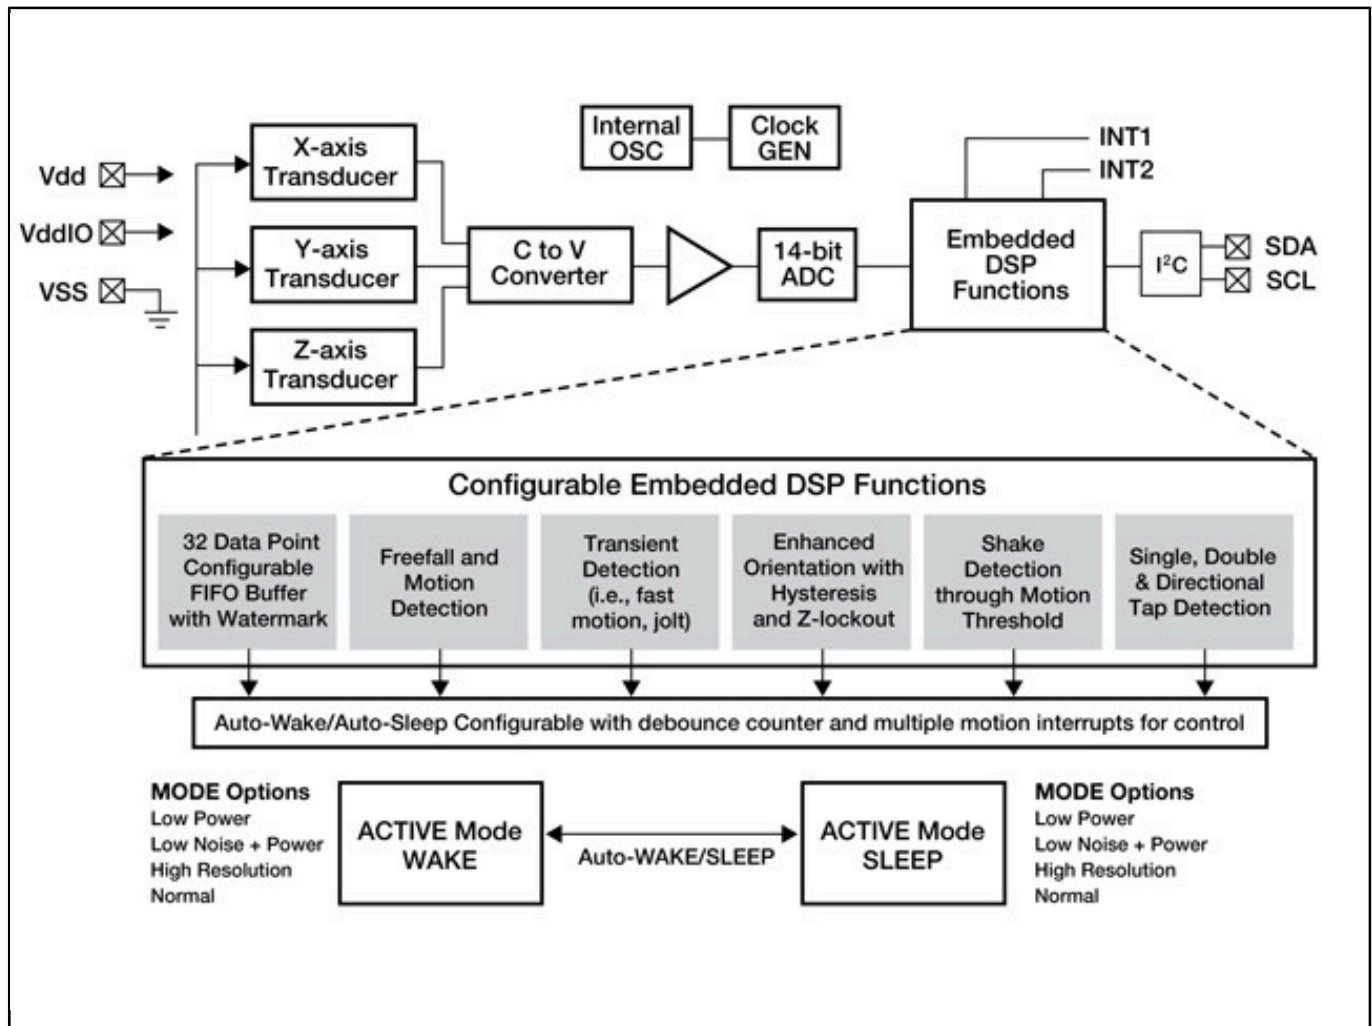 Vdd
VddIO
VSS
X-axis
Transducer
Y-axis
Transducer
Z-axis
Transducer
C to V
Converter
Internal
OSC
Clock
GEN
14-bit
ADC
Embedded
DSP
Functions
INT1
INT2
I²C
SDA
SCL
Configurable Embedded DSP Functions
32 Data Point
Configurable
FIFO Buffer
with Watermark
Freefall and
Motion
Detection
Transient
Detection
(i.e., fast
motion, jolt)
Enhanced
Orientation with
Hysteresis
and Z-lockout
Shake
Detection
through Motion
Threshold
Single, Double
& Directional
Tap Detection
Auto-Wake/Auto-Sleep Configurable with debounce counter and multiple motion interrupts for control
MODE Options
Low Power
Low Noise + Power
High Resolution
Normal
ACTIVE Mode
WAKE
Auto-WAKE/SLEEP
ACTIVE Mode
SLEEP
MODE Options
Low Power
Low Noise + Power
High Resolution
Normal